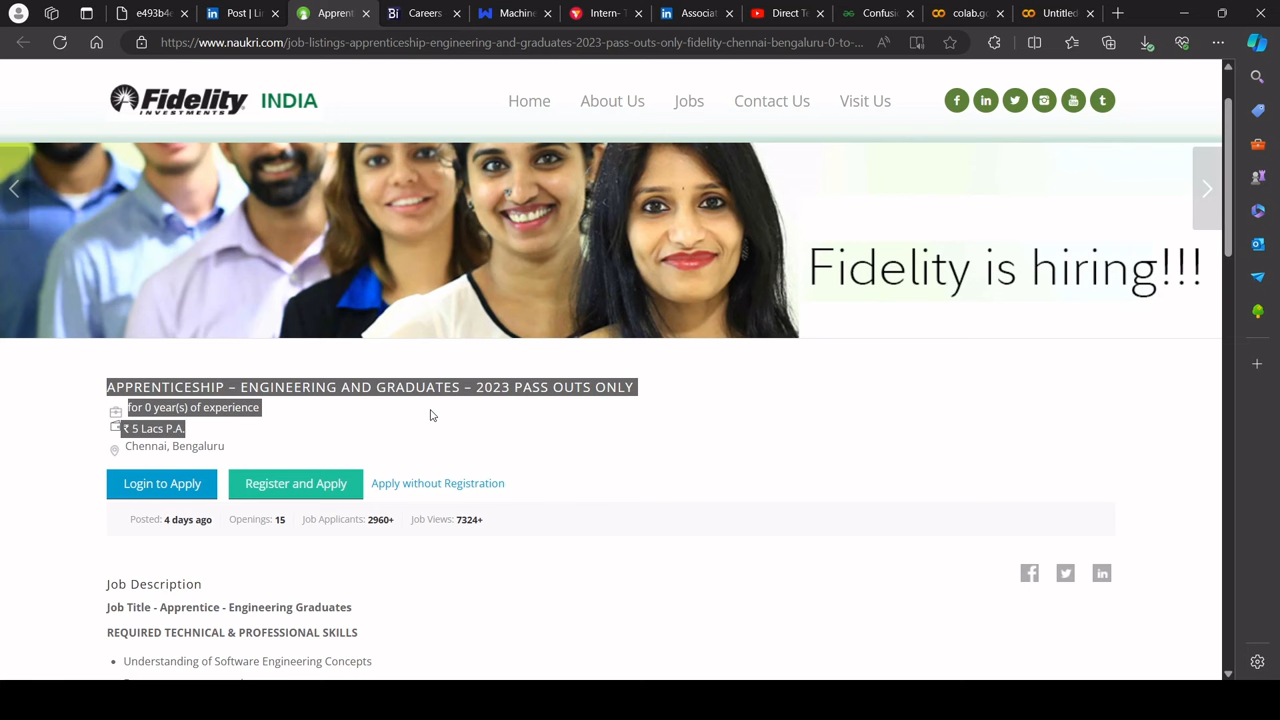 e493b4e
Post | Li
Apprent
Careers
Machine
Intern- T
Associa
Direct Te
Confusi
colab.go
Untitled
https://www.naukri.com/job-listings-apprenticeship-engineering-and-graduates-2023-pass-outs-only-fidelity-chennai-bengaluru-0-to-...
Fidelity INVESTMENTS INDIA
Home About Us Jobs Contact Us Visit Us
Fidelity is hiring!!!
APPRENTICESHIP – ENGINEERING AND GRADUATES – 2023 PASS OUTS ONLY
for 0 year(s) of experience
₹ 5 Lacs P.A.
Chennai, Bengaluru
Login to Apply Register and Apply Apply without Registration
Posted: 4 days ago Openings: 15 Job Applicants: 2960+ Job Views: 7324+
Job Description
Job Title - Apprentice - Engineering Graduates
REQUIRED TECHNICAL & PROFESSIONAL SKILLS
• Understanding of Software Engineering Concepts